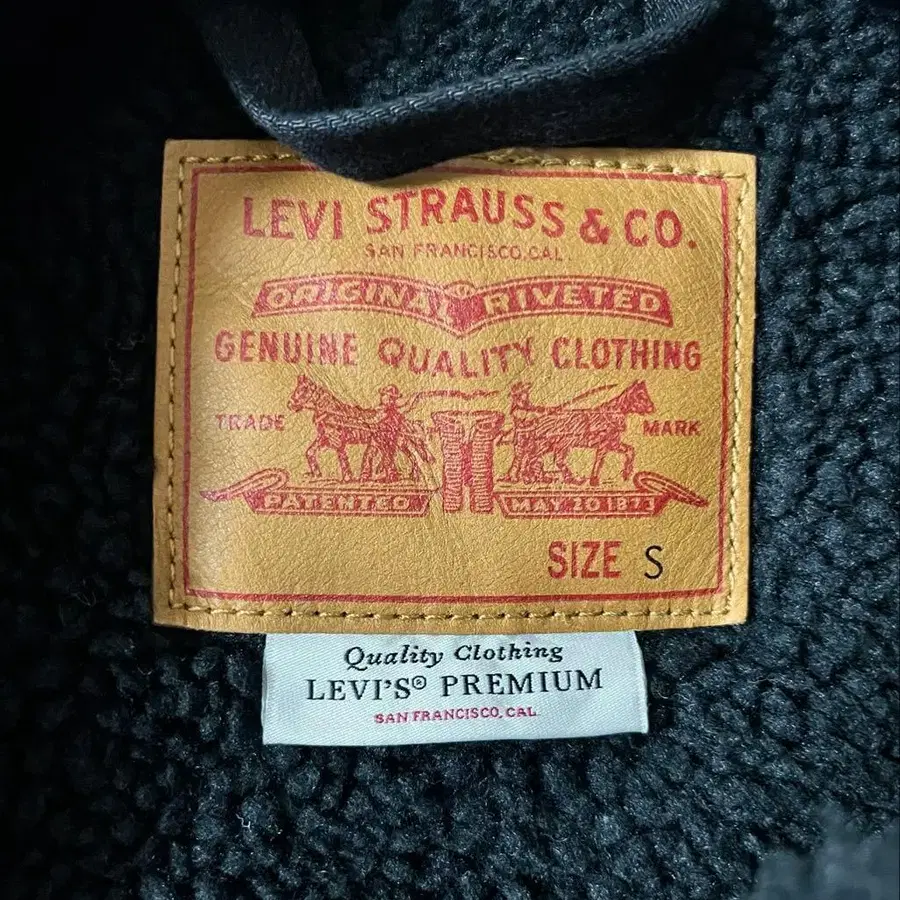 LEVI STRAUSS & CO.
SAN FRANCISCO, CAL.
ORIGINAL RIVETED
GENUINE QUALITY CLOTHING
TRADE MARK
PATENTED MAY 20 1873
SIZE S
Quality Clothing
LEVI'S® PREMIUM
SAN FRANCISCO, CAL.